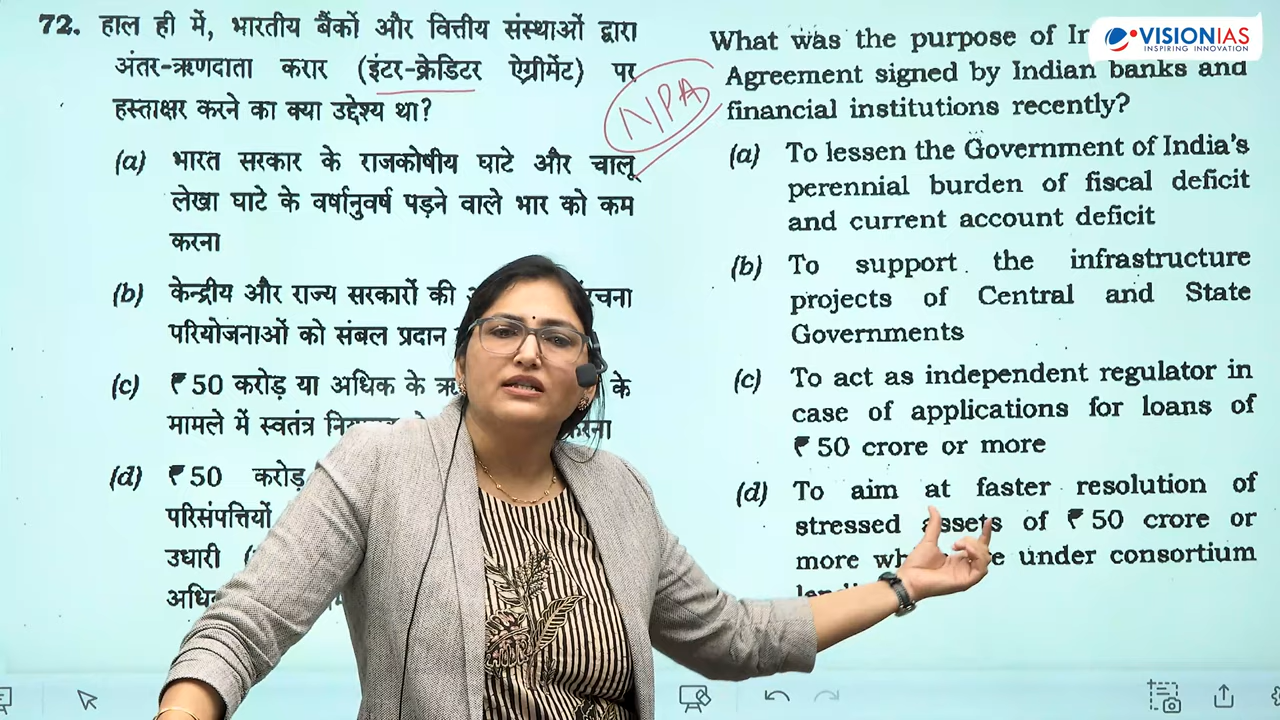 72. हाल ही में, भारतीय बैंकों और वित्तीय संस्थाओं द्वारा
अंतर-ऋणदाता करार (इंटर-क्रेडिटर ऐग्रीमेंट) पर
हस्ताक्षर करने का क्या उद्देश्य था?
(a) भारत सरकार के राजकोषीय घाटे और चालू
लेखा घाटे के वर्षानुवर्ष पड़ने वाले भार को कम
करना
(b) केन्द्रीय और राज्य सरकारों की
परियोजनाओं को संबल प्रदान
(c) ₹ 50 करोड़ या अधिक के के
मामले में स्वतंत्र
(d) ₹ 50 करोड़
परिसंपत्तियों
उधारी
NPA
VISIONIAS
INSPIRING INNOVATION
What was the purpose of
Agreement signed by Indian banks and
financial institutions recently?
(a) To lessen the Government of India's
perennial burden of fiscal deficit
and current account deficit
(b) To support the infrastructure
projects of Central and State
Governments
(c) To act as independent regulator in
case of applications for loans of
₹ 50 crore or more
(d) To aim at faster resolution of
stressed assets of ₹ 50 crore or
more under consortium